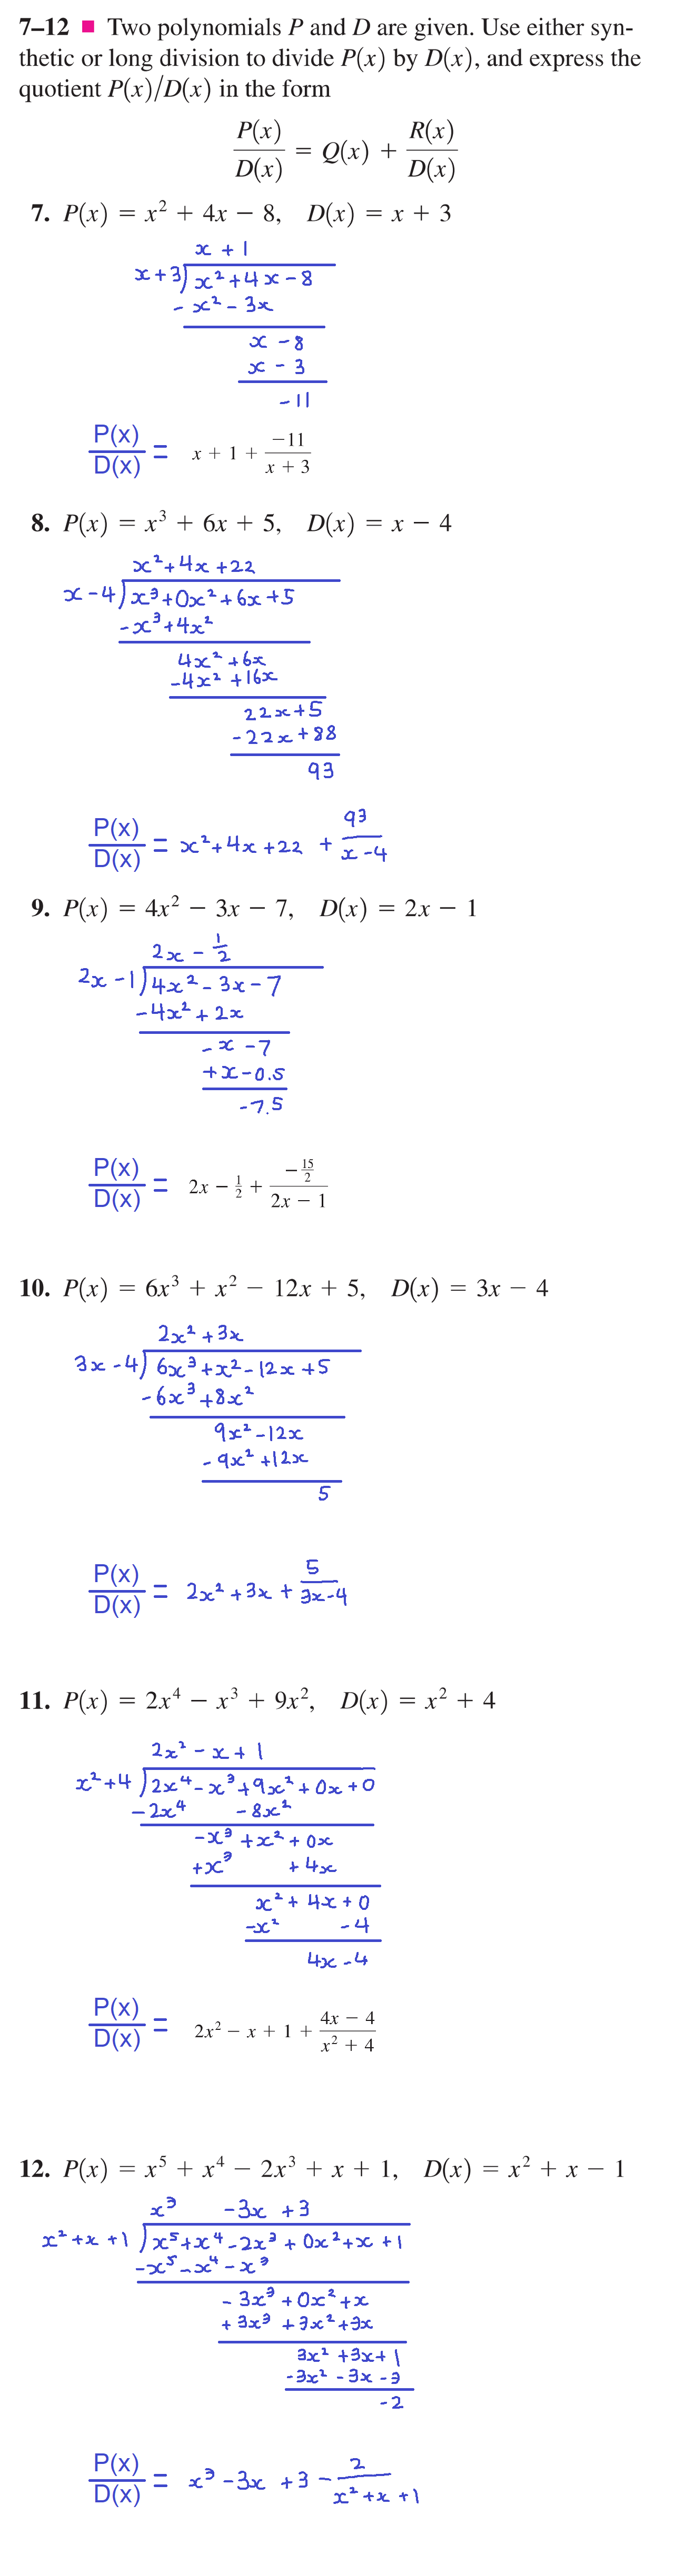 7–12 ■ Two polynomials P and D are given. Use either syn-
thetic or long division to divide P(x) by D(x), and express the
quotient P(x)/D(x) in the form
P(x)/D(x) = Q(x) + R(x)/D(x)
7. P(x) = x² + 4x − 8, D(x) = x + 3
x + 1
x + 3 ) x² + 4x − 8
− x² − 3x
x − 8
x − 3
−11
P(x)/D(x) = x + 1 + −11/(x + 3)
8. P(x) = x³ + 6x + 5, D(x) = x − 4
x² + 4x + 22
x − 4 ) x³ + 0x² + 6x + 5
−x³ + 4x²
4x² + 6x
−4x² + 16x
22x + 5
−22x + 88
93
P(x)/D(x) = x² + 4x + 22 + 93/(x − 4)
9. P(x) = 4x² − 3x − 7, D(x) = 2x − 1
2x − 1/2
2x − 1 ) 4x² − 3x − 7
−4x² + 2x
−x − 7
+x − 0.5
−7.5
P(x)/D(x) = 2x − 1/2 + (−15/2)/(2x − 1)
10. P(x) = 6x³ + x² − 12x + 5, D(x) = 3x − 4
2x² + 3x
3x − 4 ) 6x³ + x² − 12x + 5
−6x³ + 8x²
9x² − 12x
−9x² + 12x
5
P(x)/D(x) = 2x² + 3x + 5/(3x − 4)
11. P(x) = 2x⁴ − x³ + 9x², D(x) = x² + 4
2x² − x + 1
x² + 4 ) 2x⁴ − x³ + 9x² + 0x + 0
−2x⁴ − 8x²
−x³ + x² + 0x
+x³ + 4x
x² + 4x + 0
−x² − 4
4x − 4
P(x)/D(x) = 2x² − x + 1 + (4x − 4)/(x² + 4)
12. P(x) = x⁵ + x⁴ − 2x³ + x + 1, D(x) = x² + x − 1
x³ − 3x + 3
x² + x + 1 ) x⁵ + x⁴ − 2x³ + 0x² + x + 1
−x⁵ − x⁴ − x³
− 3x³ + 0x² + x
+ 3x³ + 3x² + 3x
3x² + 3x + 1
−3x² − 3x − 3
−2
P(x)/D(x) = x³ − 3x + 3 − 2/(x² + x + 1)